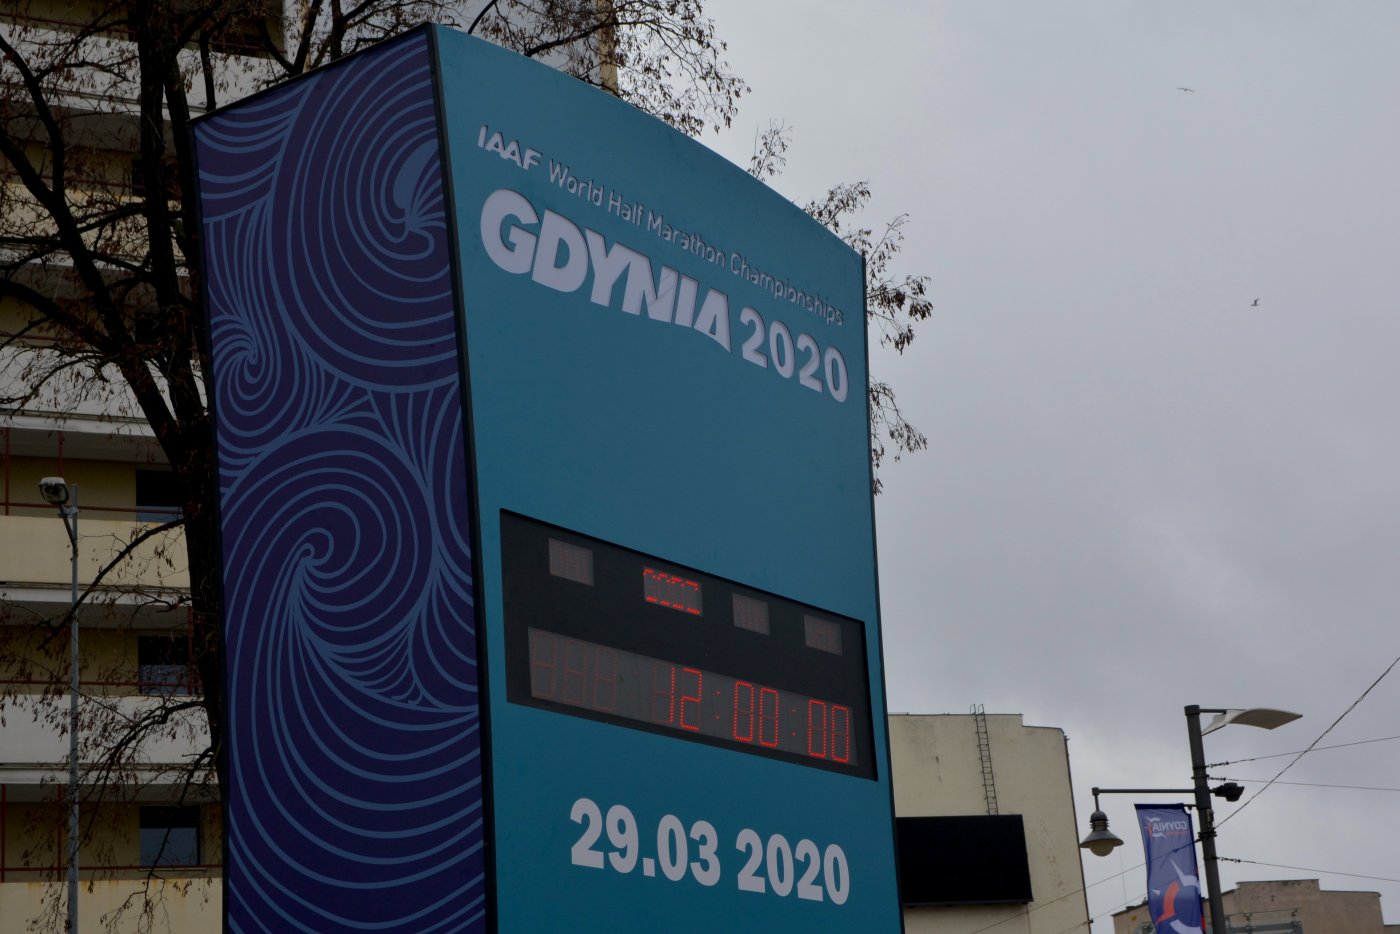 IAAF World Half Marathon Championships
GDYNIA 2020
12:00:00
29.03 2020
GDYNIA